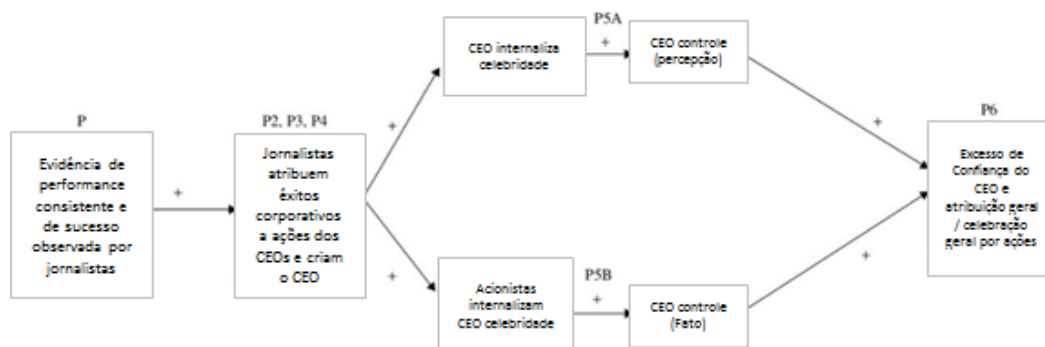 P
Evidência de
performance
consistente e
de sucesso
observada por
jornalistas
+
P2, P3, P4
Jornalistas
atribuem
êxitos
corporativos
a ações dos
CEOs e criam
o CEO
+
+
CEO internaliza
celebridade
P5A
+
CEO controle
(percepção)
+
Acionistas
internalizam
CEO celebridade
P5B
+
CEO controle
(Fato)
+
P6
Excesso de
Confiança do
CEO e
atribuição geral
/ celebração
geral por ações